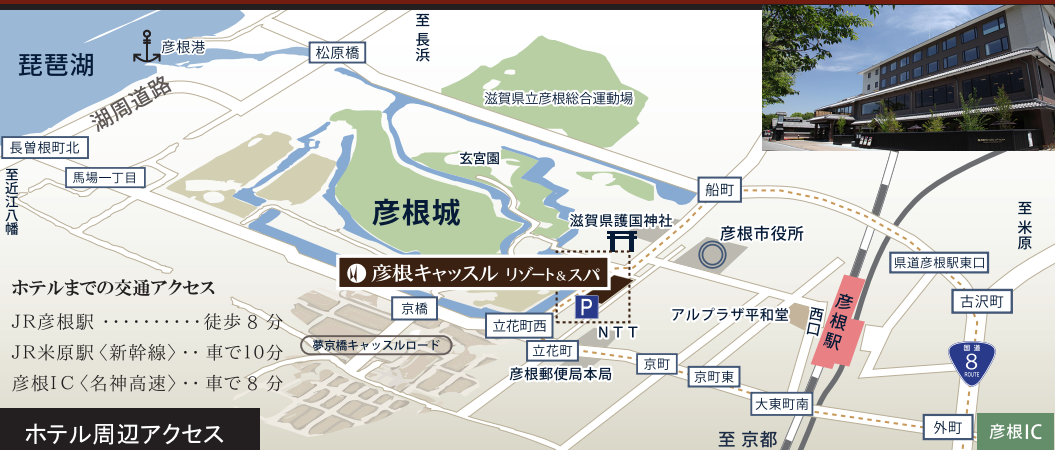 琵琶湖
彦根港
湖周道路
松原橋
至長浜
滋賀県立彦根総合運動場
長曽根町北
馬場一丁目
至近江八幡
玄宮園
彦根城
船町
滋賀県護国神社
彦根市役所
至米原
県道彦根駅東口
古沢町
彦根キャッスル リゾート&スパ
P
京橋
夢京橋キャッスルロード
立花町西
NTT
立花町
彦根郵便局本局
アルプラザ平和堂
西口
彦根駅
国道
8
ROUTE
京町
京町東
大東町南
外町
彦根IC
至 京都
ホテルまでの交通アクセス
JR彦根駅 ・・・・・・・・・・ 徒歩 8 分
JR米原駅〈新幹線〉・・ 車で10分
彦根IC〈名神高速〉・・ 車で 8 分
ホテル周辺アクセス